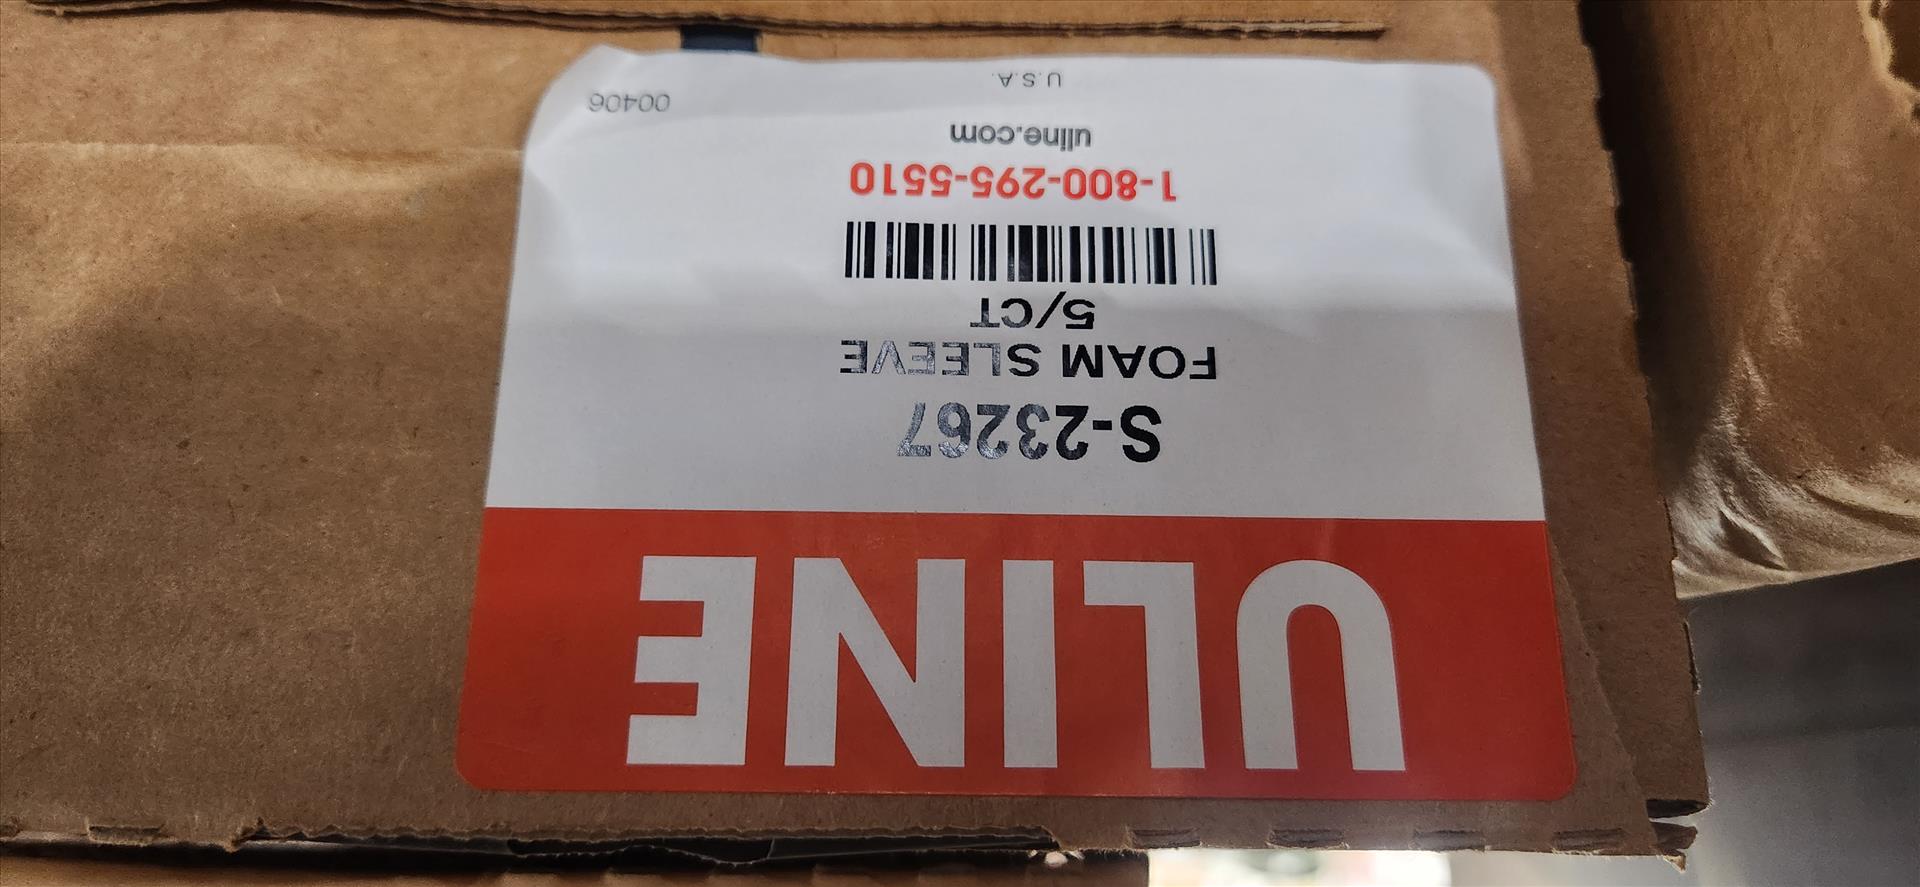 ULINE
S-23267
FOAM SLEEVE
5/CT
1-800-295-5510
uline.com
U.S.A.
00406